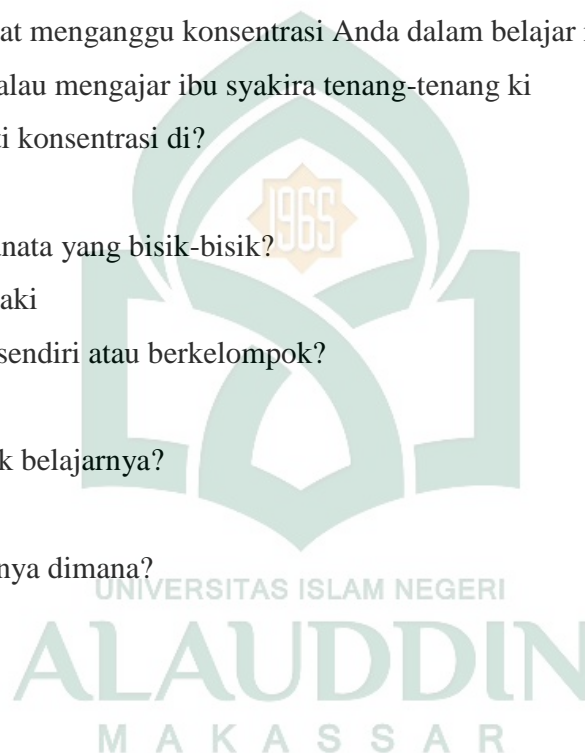 at menganggu konsentrasi Anda dalam belajar
alau mengajar ibu syakira tenang-tenang ki
i konsentrasi di?
1965
nata yang bisik-bisik?
aki
sendiri atau berkelompok?
k belajarnya?
nya dimana?
UNIVERSITAS ISLAM NEGERI
ALAUDDIN
MAKASSAR